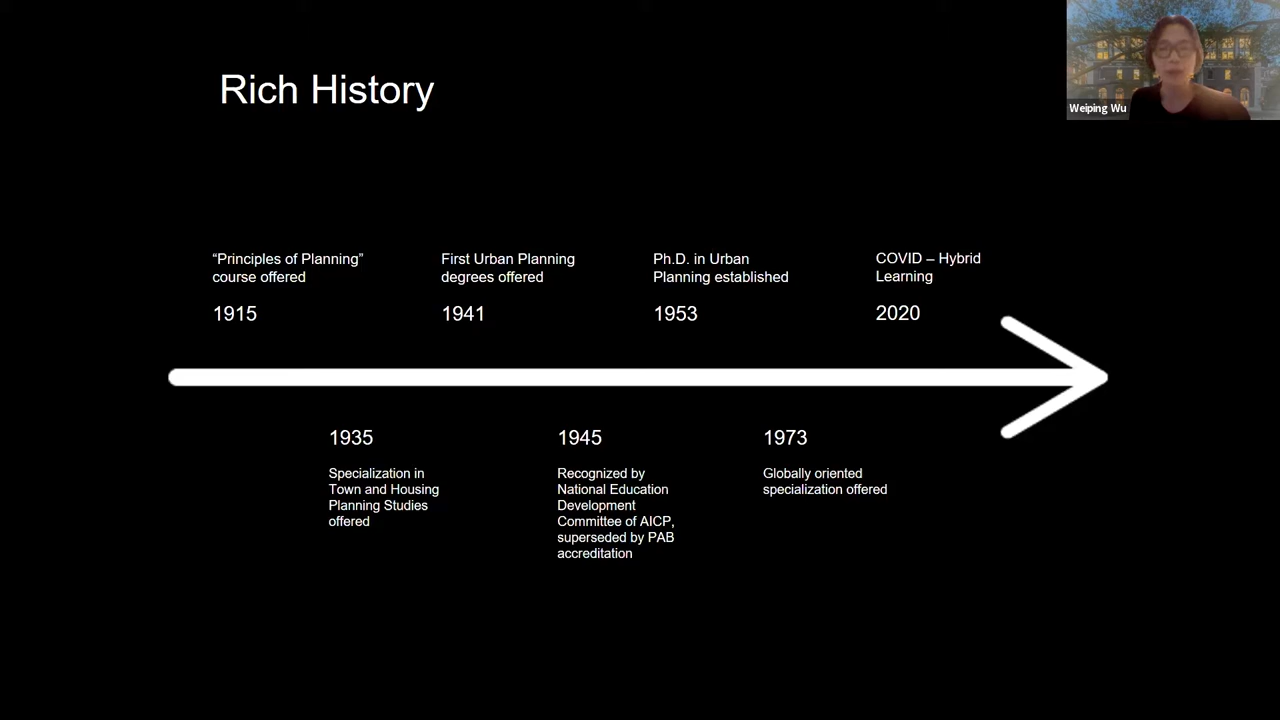 Rich History
Weiping Wu
“Principles of Planning”
course offered
1915
First Urban Planning
degrees offered
1941
Ph.D. in Urban
Planning established
1953
COVID – Hybrid
Learning
2020
1935
Specialization in
Town and Housing
Planning Studies
offered
1945
Recognized by
National Education
Development
Committee of AICP,
superseded by PAB
accreditation
1973
Globally oriented
specialization offered